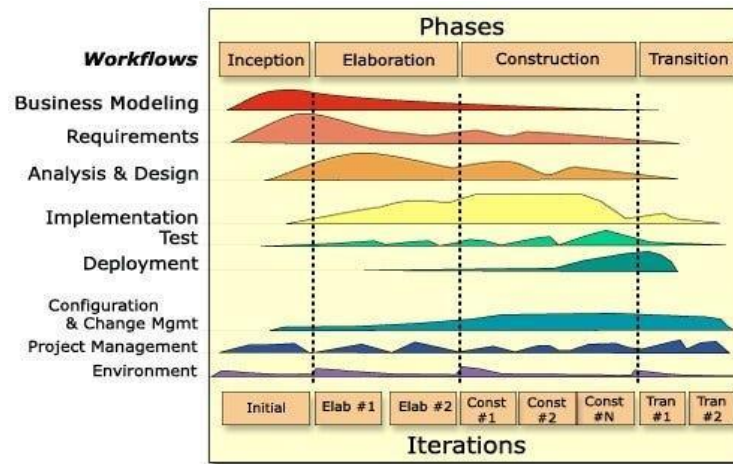 Phases
Workflows Inception Elaboration Construction Transition
Business Modeling
Requirements
Analysis & Design
Implementation
Test
Deployment
Configuration
& Change Mgmt
Project Management
Environment
Initial Elab #1 Elab #2 Const #1 Const #2 Const #N Tran #1 Tran #2
Iterations